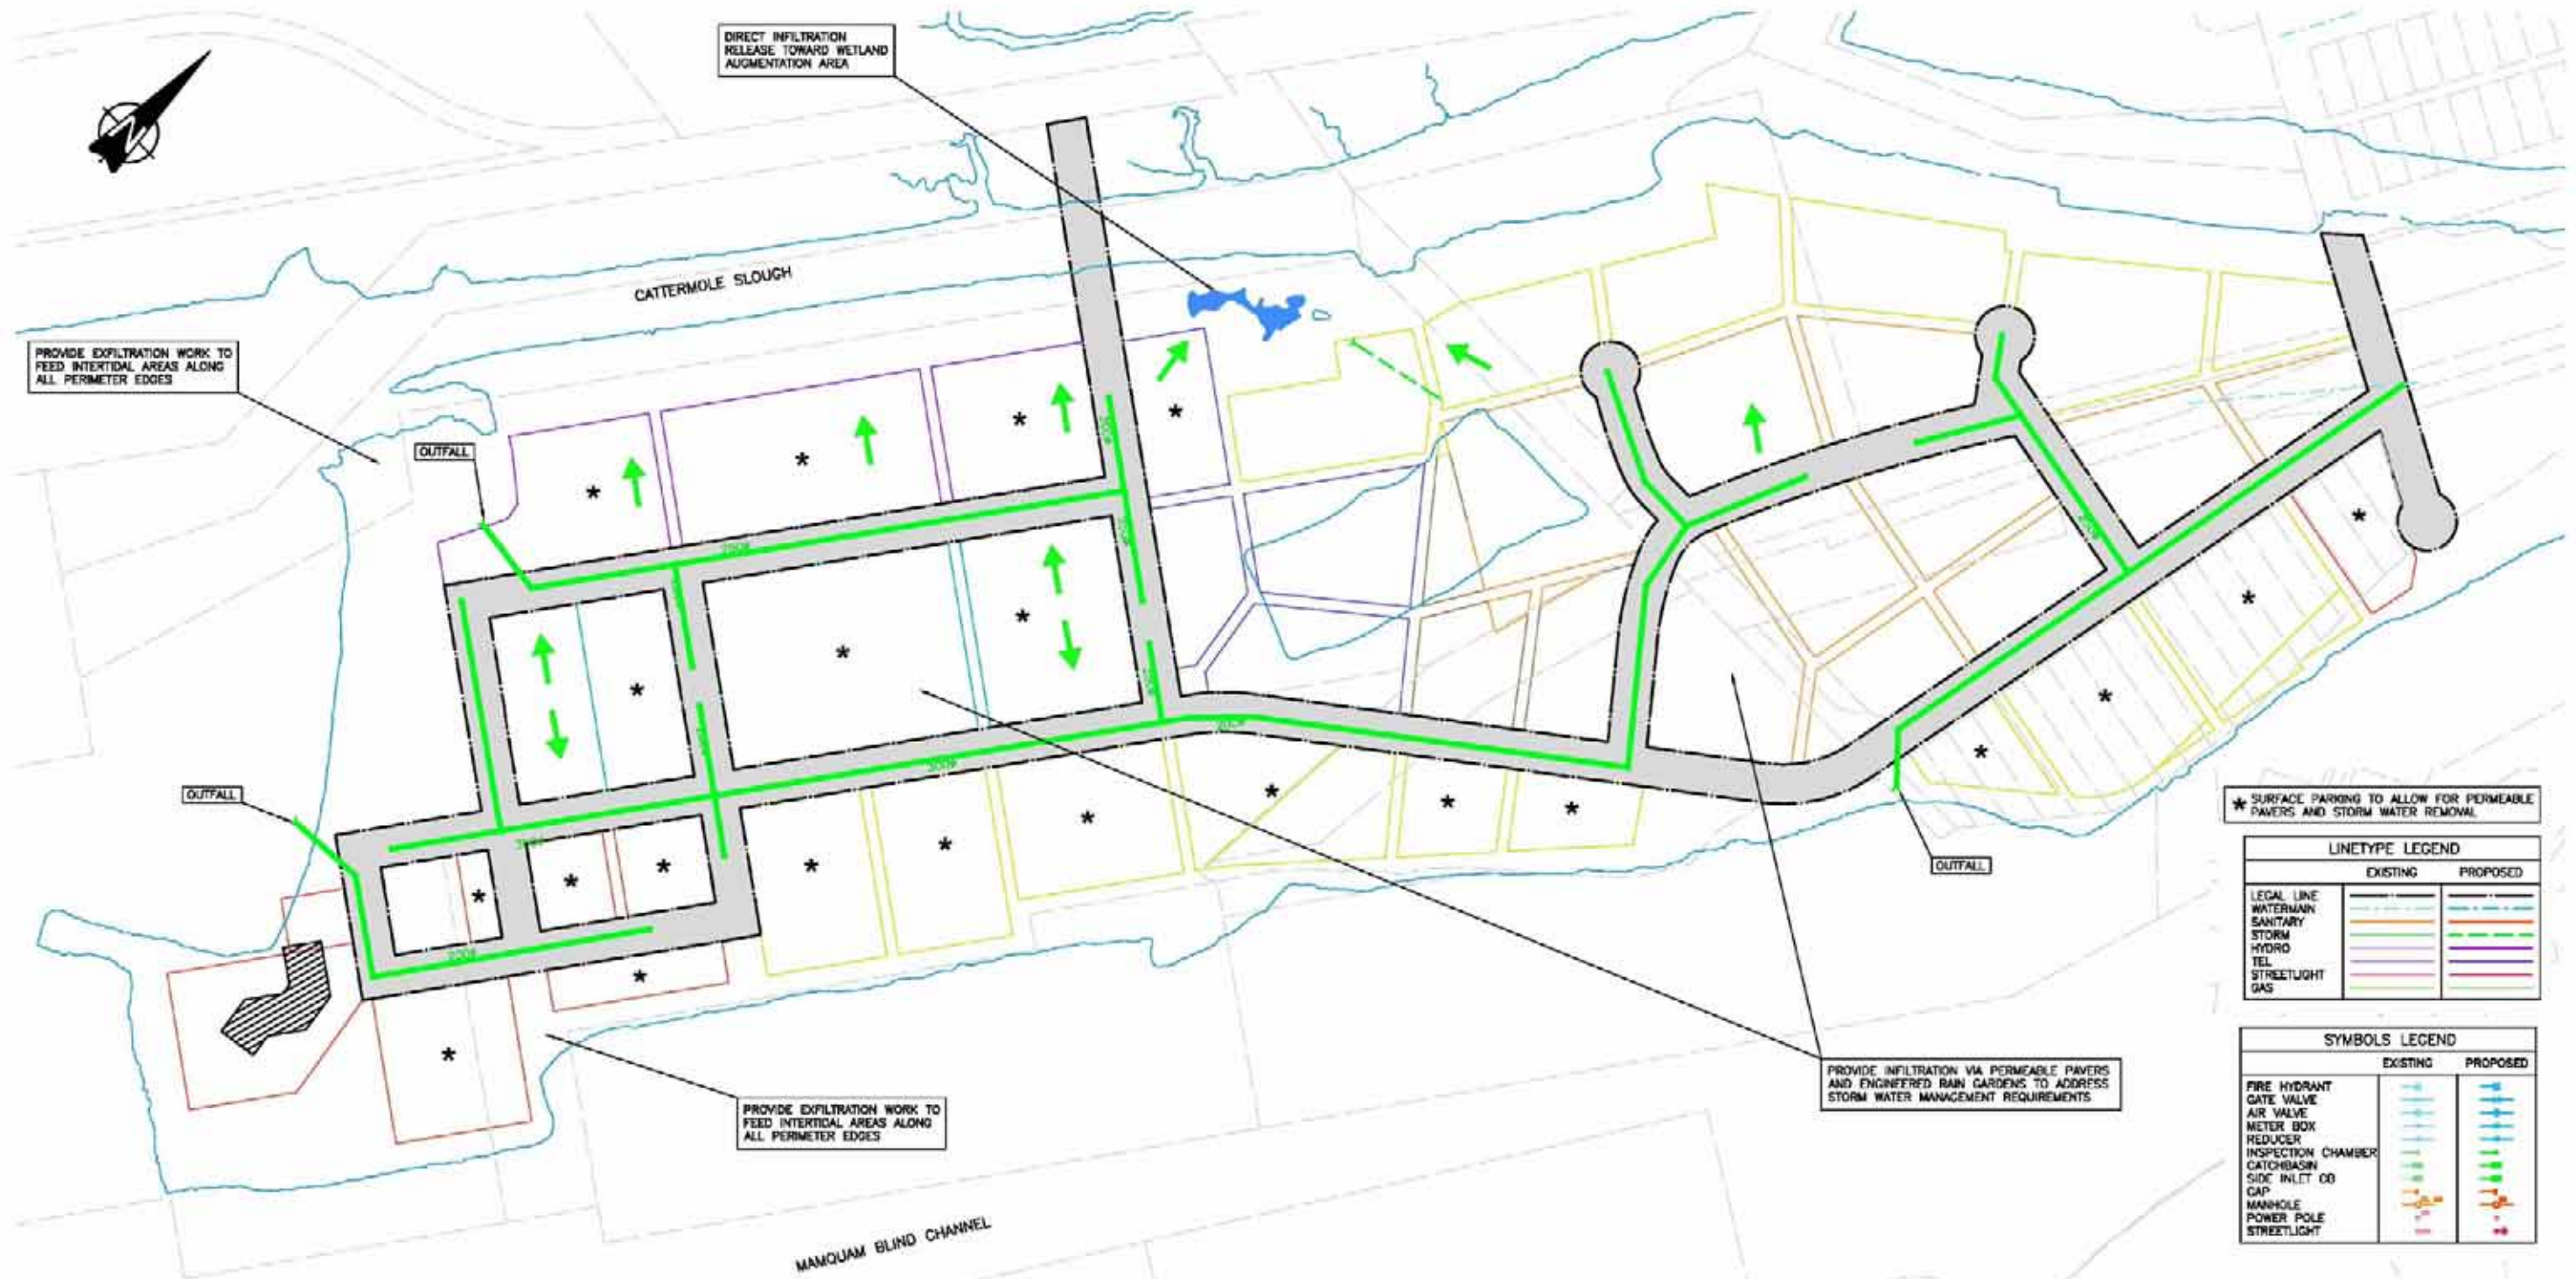 DIRECT INFILTRATION
RELEASE TOWARD WETLAND
AUGMENTATION AREA
N
CATTERMOLE SLOUGH
PROVIDE EXFILTRATION WORK TO
FEED INTERTIDAL AREAS ALONG
ALL PERIMETER EDGES
OUTFALL
OUTFALL
OUTFALL
* SURFACE PARKING TO ALLOW FOR PERMEABLE
PAVERS AND STORM WATER REMOVAL
LINETYPE LEGEND
EXISTING PROPOSED
LEGAL LINE
WATERMAIN
SANITARY
STORM
HYDRO
TEL
STREETLIGHT
GAS
SYMBOLS LEGEND
EXISTING PROPOSED
FIRE HYDRANT
GATE VALVE
AIR VALVE
METER BOX
REDUCER
INSPECTION CHAMBER
CATCHBASIN
SIDE INLET CB
CAP
MANHOLE
POWER POLE
STREETLIGHT
PROVIDE INFILTRATION VIA PERMEABLE PAVERS
AND ENGINEERED RAIN GARDENS TO ADDRESS
STORM WATER MANAGEMENT REQUIREMENTS
PROVIDE EXFILTRATION WORK TO
FEED INTERTIDAL AREAS ALONG
ALL PERIMETER EDGES
MAMQUAM BLIND CHANNEL